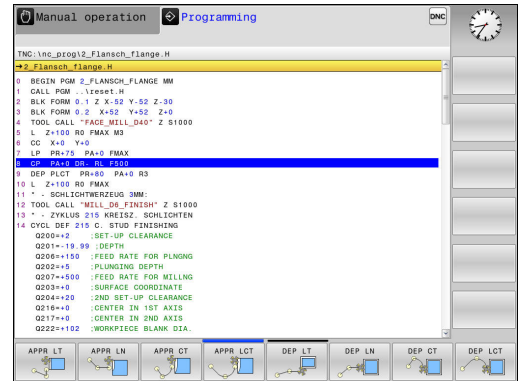 Manual operation
Programming
DNC
TNC:\nc_prog\2_Flansch_flange.H
→2_Flansch_flange.H
0 BEGIN PGM 2_FLANSCH_FLANGE MM
1 CALL PGM ..\reset.H
2 BLK FORM 0.1 Z X-52 Y-52 Z-30
3 BLK FORM 0.2 X+52 Y+52 Z+0
4 TOOL CALL "FACE_MILL_D40" Z S1000
5 L Z+100 R0 FMAX M3
6 CC X+0 Y+0
7 LP PR+75 PA+0 FMAX
8 CP PA+0 DR- RL F500
9 DEP PLCT PR+80 PA+0 R3
10 L Z+100 R0 FMAX
11 * - SCHLICHTWERZEUG 3MM:
12 TOOL CALL "MILL_D6_FINISH" Z S1000
13 * - ZYKLUS 215 KREISZ. SCHLICHTEN
14 CYCL DEF 215 C. STUD FINISHING
Q200=+2 ;SET-UP CLEARANCE
Q201=-19.99 ;DEPTH
Q206=+150 ;FEED RATE FOR PLNGNG
Q202=+5 ;PLUNGING DEPTH
Q207=+500 ;FEED RATE FOR MILLNG
Q203=+0 ;SURFACE COORDINATE
Q204=+20 ;2ND SET-UP CLEARANCE
Q216=+0 ;CENTER IN 1ST AXIS
Q217=+0 ;CENTER IN 2ND AXIS
Q222=+102 ;WORKPIECE BLANK DIA.
APPR LT
APPR LN
APPR CT
APPR LCT
DEP LT
DEP LN
DEP CT
DEP LCT